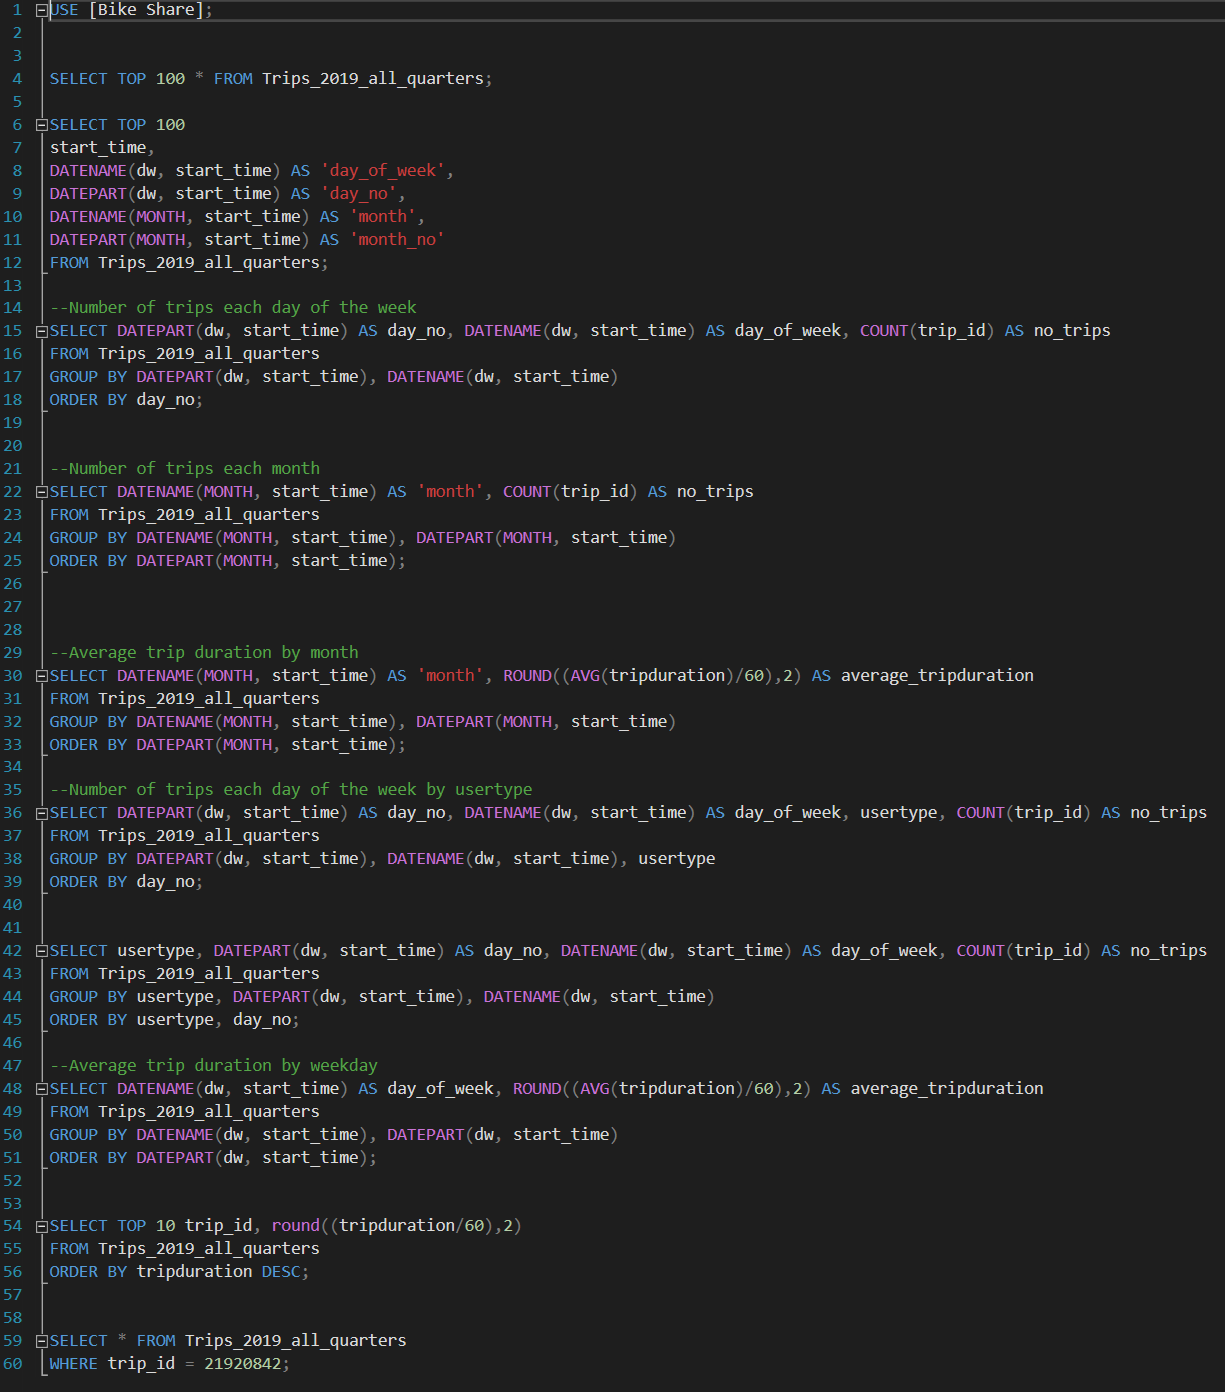 1 USE [Bike Share];
2
3
4 SELECT TOP 100 * FROM Trips_2019_all_quarters;
5
6 SELECT TOP 100
7 start_time,
8 DATENAME(dw, start_time) AS 'day_of_week',
9 DATEPART(dw, start_time) AS 'day_no',
10 DATENAME(MONTH, start_time) AS 'month',
11 DATEPART(MONTH, start_time) AS 'month_no'
12 FROM Trips_2019_all_quarters;
13
14 --Number of trips each day of the week
15 SELECT DATEPART(dw, start_time) AS day_no, DATENAME(dw, start_time) AS day_of_week, COUNT(trip_id) AS no_trips
16 FROM Trips_2019_all_quarters
17 GROUP BY DATEPART(dw, start_time), DATENAME(dw, start_time)
18 ORDER BY day_no;
19
20
21 --Number of trips each month
22 SELECT DATENAME(MONTH, start_time) AS 'month', COUNT(trip_id) AS no_trips
23 FROM Trips_2019_all_quarters
24 GROUP BY DATENAME(MONTH, start_time), DATEPART(MONTH, start_time)
25 ORDER BY DATEPART(MONTH, start_time);
26
27
28
29 --Average trip duration by month
30 SELECT DATENAME(MONTH, start_time) AS 'month', ROUND((AVG(tripduration)/60),2) AS average_tripduration
31 FROM Trips_2019_all_quarters
32 GROUP BY DATENAME(MONTH, start_time), DATEPART(MONTH, start_time)
33 ORDER BY DATEPART(MONTH, start_time);
34
35 --Number of trips each day of the week by usertype
36 SELECT DATEPART(dw, start_time) AS day_no, DATENAME(dw, start_time) AS day_of_week, usertype, COUNT(trip_id) AS no_trips
37 FROM Trips_2019_all_quarters
38 GROUP BY DATEPART(dw, start_time), DATENAME(dw, start_time), usertype
39 ORDER BY day_no;
40
41
42 SELECT usertype, DATEPART(dw, start_time) AS day_no, DATENAME(dw, start_time) AS day_of_week, COUNT(trip_id) AS no_trips
43 FROM Trips_2019_all_quarters
44 GROUP BY usertype, DATEPART(dw, start_time), DATENAME(dw, start_time)
45 ORDER BY usertype, day_no;
46
47 --Average trip duration by weekday
48 SELECT DATENAME(dw, start_time) AS day_of_week, ROUND((AVG(tripduration)/60),2) AS average_tripduration
49 FROM Trips_2019_all_quarters
50 GROUP BY DATENAME(dw, start_time), DATEPART(dw, start_time)
51 ORDER BY DATEPART(dw, start_time);
52
53
54 SELECT TOP 10 trip_id, round((tripduration/60),2)
55 FROM Trips_2019_all_quarters
56 ORDER BY tripduration DESC;
57
58
59 SELECT * FROM Trips_2019_all_quarters
60 WHERE trip_id = 21920842;